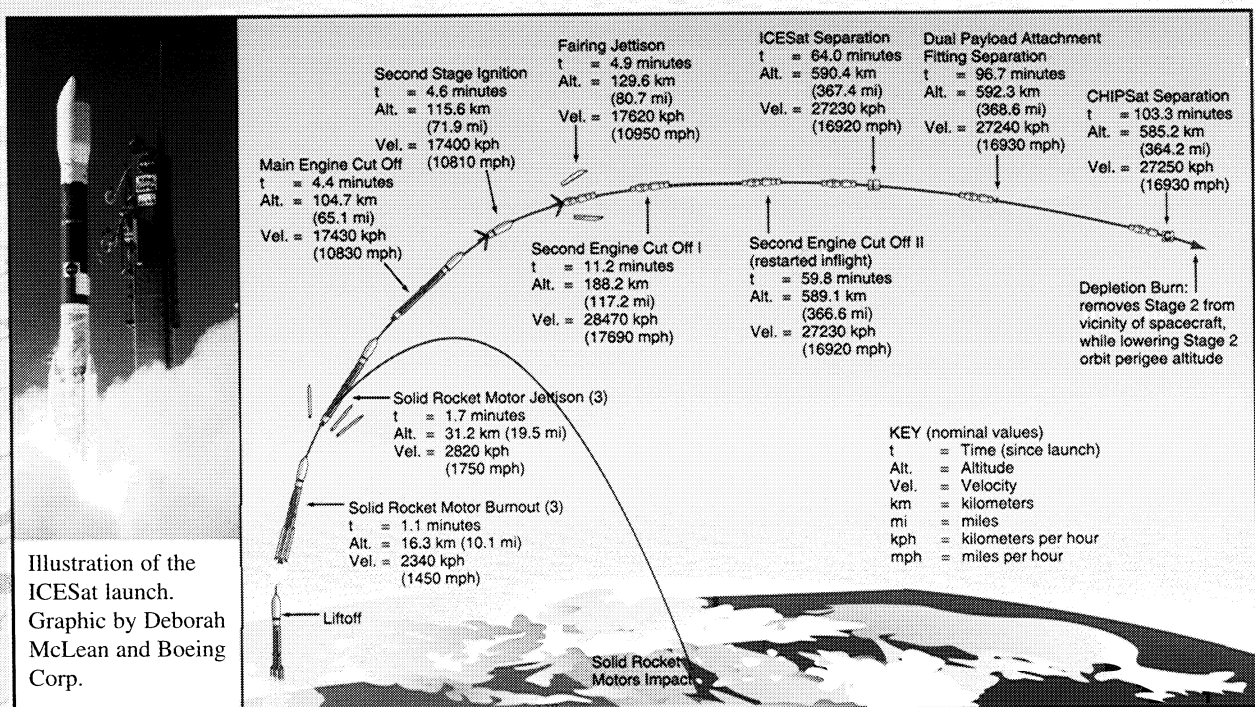 Second Stage Ignition
t = 4.6 minutes
Alt. = 115.6 km
(71.9 mi)
Vel. = 17400 kph
(10810 mph)
Fairing Jettison
t = 4.9 minutes
Alt. = 129.6 km
(80.7 mi)
Vel. = 17620 kph
(10950 mph)
ICESat Separation
t = 64.0 minutes
Alt. = 590.4 km
(367.4 mi)
Vel. = 27230 kph
(16920 mph)
Dual Payload Attachment
Fitting Separation
t = 96.7 minutes
Alt. = 592.3 km
(368.6 mi)
Vel. = 27240 kph
(16930 mph)
CHIPSat Separation
t = 103.3 minutes
Alt. = 585.2 km
(364.2 mi)
Vel. = 27250 kph
(16930 mph)
Main Engine Cut Off
t = 4.4 minutes
Alt. = 104.7 km
(65.1 mi)
Vel. = 17430 kph
(10830 mph)
Second Engine Cut Off I
t = 11.2 minutes
Alt. = 188.2 km
(117.2 mi)
Vel. = 28470 kph
(17690 mph)
Second Engine Cut Off II
(restarted inflight)
t = 59.8 minutes
Alt. = 589.1 km
(366.6 mi)
Vel. = 27230 kph
(16920 mph)
Depletion Burn:
removes Stage 2 from
vicinity of spacecraft,
while lowering Stage 2
orbit perigee altitude
Solid Rocket Motor Jettison (3)
t = 1.7 minutes
Alt. = 31.2 km (19.5 mi)
Vel. = 2820 kph
(1750 mph)
KEY (nominal values)
t = Time (since launch)
Alt. = Altitude
Vel. = Velocity
km = kilometers
mi = miles
kph = kilometers per hour
mph = miles per hour
Solid Rocket Motor Burnout (3)
t = 1.1 minutes
Alt. = 16.3 km (10.1 mi)
Vel. = 2340 kph
(1450 mph)
Liftoff
Solid Rocket
Motors Impact
Illustration of the
ICESat launch.
Graphic by Deborah
McLean and Boeing
Corp.